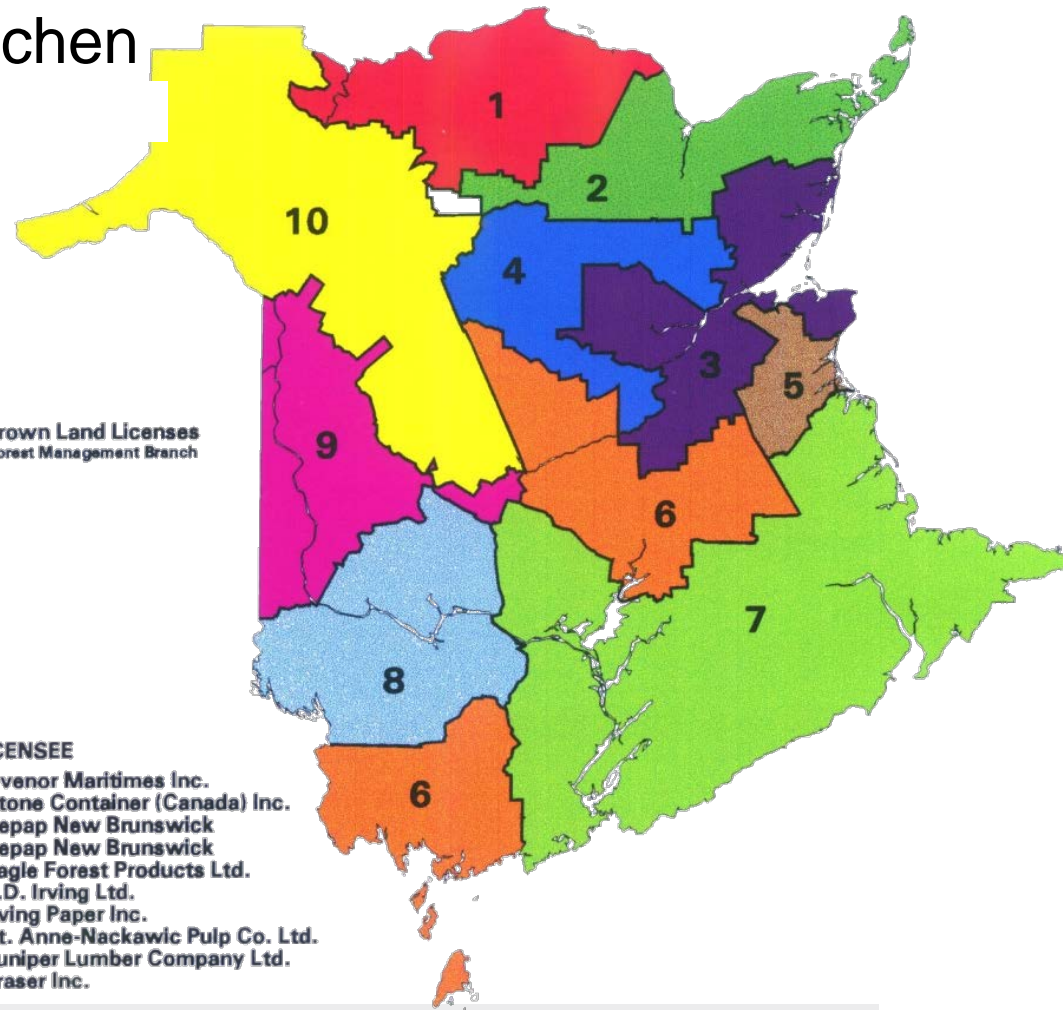 chen
1
2
10
4
3
5
rown Land Licenses
orest Management Branch
9
6
7
8
CENSEE
venor Maritimes Inc.
tone Container (Canada) Inc.
epap New Brunswick
epap New Brunswick
agle Forest Products Ltd.
.D. Irving Ltd.
ving Paper Inc.
t. Anne-Nackawic Pulp Co. Ltd.
uniper Lumber Company Ltd.
raser Inc.
6